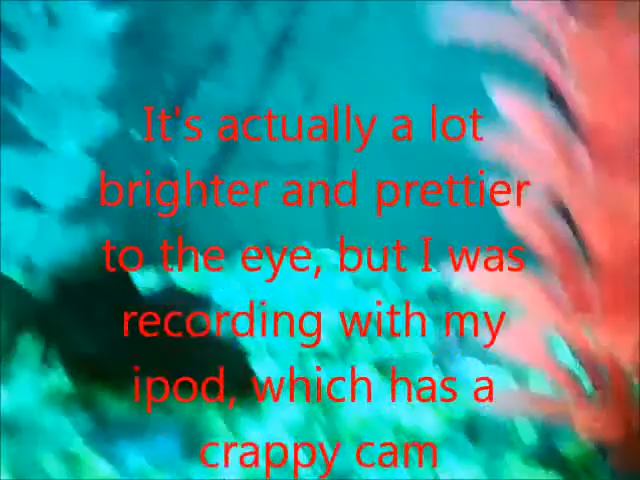 It's actually a lot
brighter and prettier
to the eye, but I was
recording with my
ipod, which has a
crappy cam